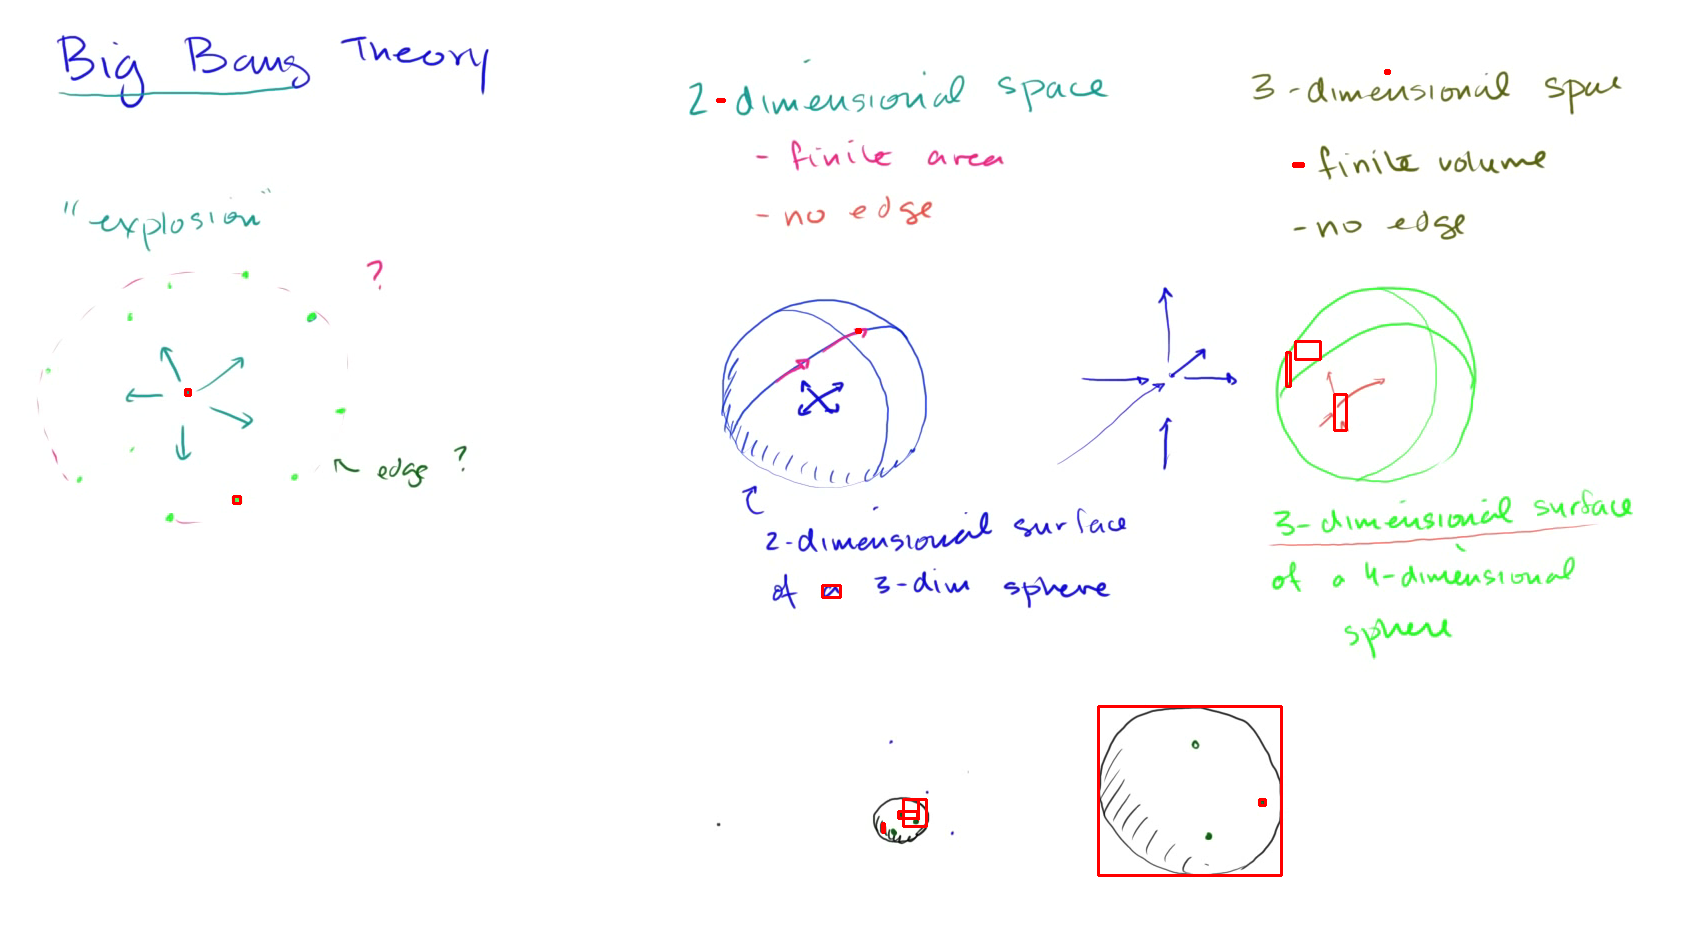 Big Bang Theory
"explosion"
?
edge ?
2-dimensional space
- finite area
- no edge
2-dimensional surface
of a 3-dim sphere
3-dimensional space
- finite volume
- no edge
3-dimensional surface
of a 4-dimensional
sphere